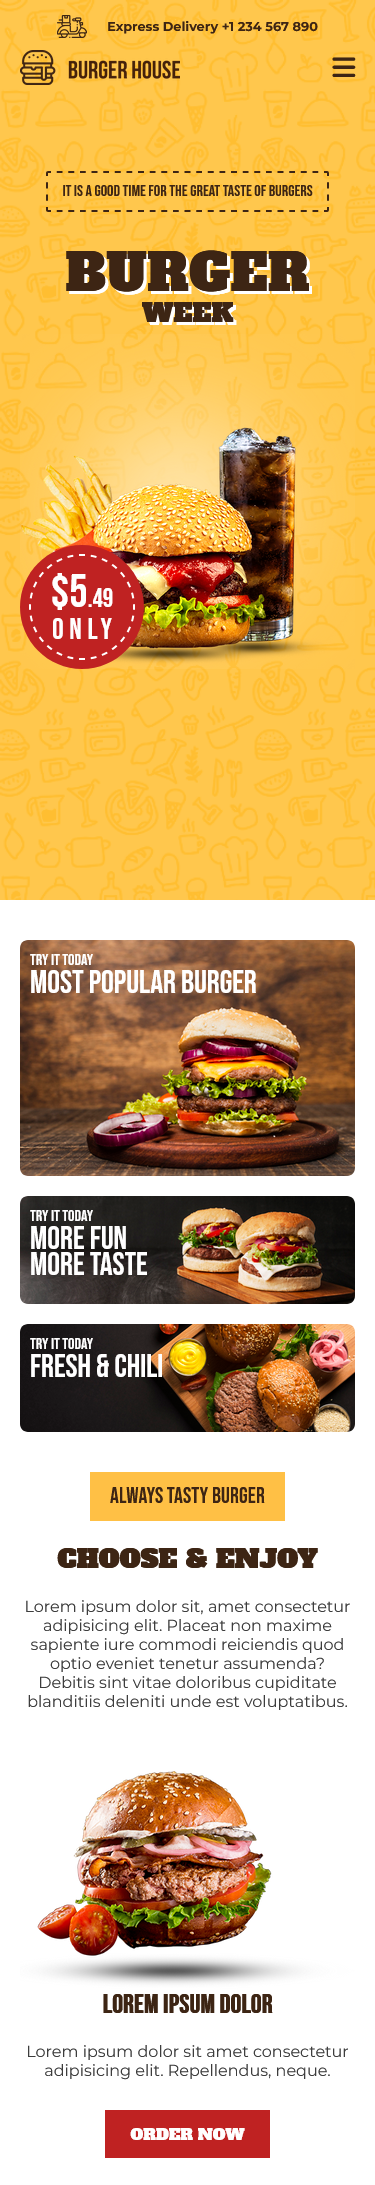 Express Delivery +1 234 567 890
BURGER HOUSE
IT IS A GOOD TIME FOR THE GREAT TASTE OF BURGERS
BURGER
WEEK
$5.49
ONLY
TRY IT TODAY
MOST POPULAR BURGER
TRY IT TODAY
MORE FUN
MORE TASTE
TRY IT TODAY
FRESH & CHILI
ALWAYS TASTY BURGER
CHOOSE & ENJOY
Lorem ipsum dolor sit, amet consectetur
adipisicing elit. Placeat non maxime
sapiente iure commodi reiciendis quod
optio eveniet tenetur assumenda?
Debitis sint vitae doloribus cupiditate
blanditiis deleniti unde est voluptatibus.
LOREM IPSUM DOLOR
Lorem ipsum dolor sit amet consectetur
adipisicing elit. Repellendus, neque.
ORDER NOW